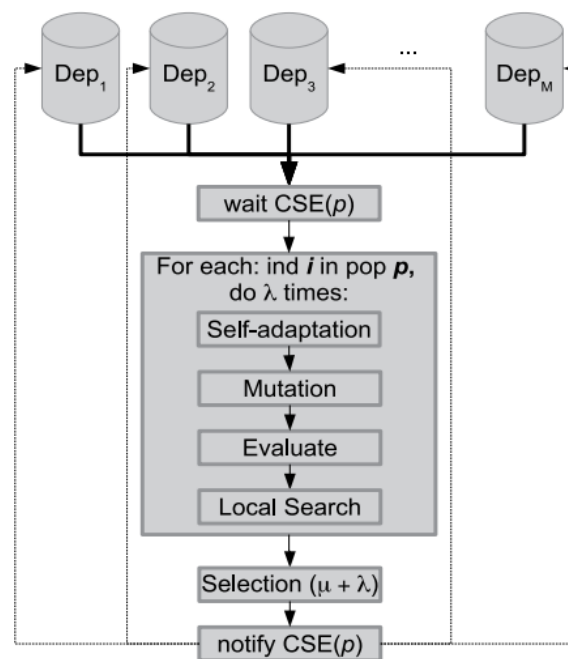 Dep₁
Dep₂
Dep₃
...
Dep_M
wait CSE(p)
For each: ind i in pop p,
do λ times:
Self-adaptation
Mutation
Evaluate
Local Search
Selection (μ + λ)
notify CSE(p)